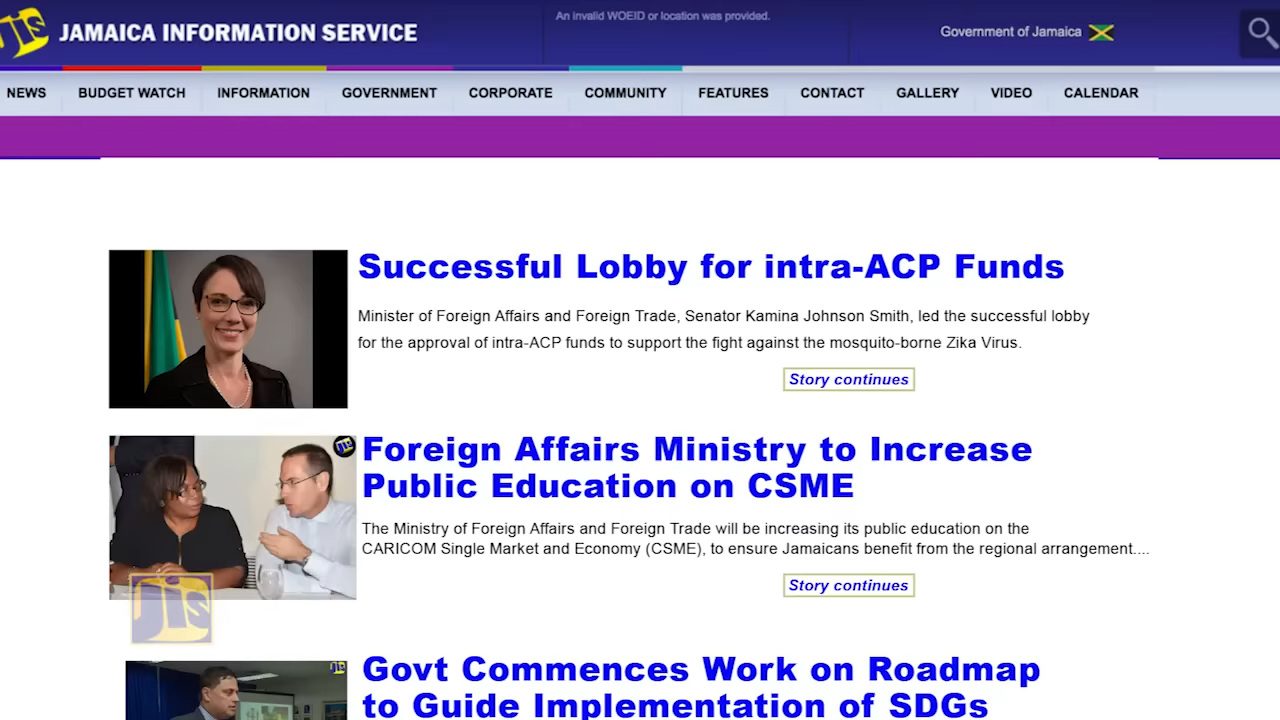 JIS
JAMAICA INFORMATION SERVICE
An invalid WOEID or location was provided.
Government of Jamaica
NEWS
BUDGET WATCH
INFORMATION
GOVERNMENT
CORPORATE
COMMUNITY
FEATURES
CONTACT
GALLERY
VIDEO
CALENDAR
Successful Lobby for intra-ACP Funds
Minister of Foreign Affairs and Foreign Trade, Senator Kamina Johnson Smith, led the successful lobby
for the approval of intra-ACP funds to support the fight against the mosquito-borne Zika Virus.
Story continues
JIS
Foreign Affairs Ministry to Increase
Public Education on CSME
The Ministry of Foreign Affairs and Foreign Trade will be increasing its public education on the
CARICOM Single Market and Economy (CSME), to ensure Jamaicans benefit from the regional arrangement....
Story continues
JIS
JIS
Govt Commences Work on Roadmap
to Guide Implementation of SDGs